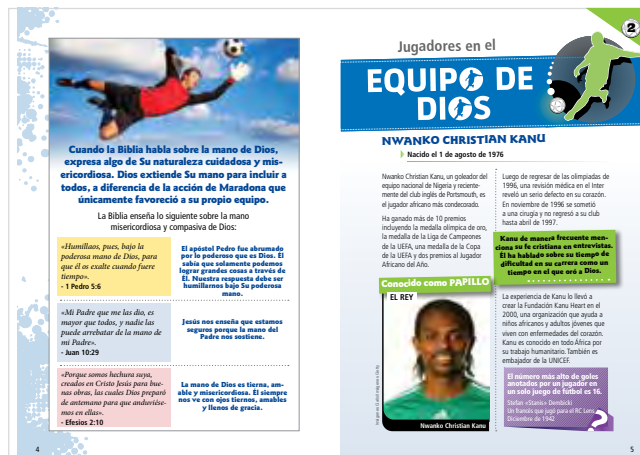 Cuando la Biblia habla sobre la mano de Dios,
expresa algo de Su naturaleza cuidadosa y mis-
ericordiosa. Dios extiende Su mano para incluir a
todos, a diferencia de la acción de Maradona que
únicamente favoreció a su propio equipo.
La Biblia enseña lo siguiente sobre la mano
misericordiosa y compasiva de Dios:
«Humillaos, pues, bajo la
poderosa mano de Dios, para
que él os exalte cuando fuere
tiempo».
- 1 Pedro 5:6
El apóstol Pedro fue abrumado
por lo poderoso que es Dios. Él
sabía que solamente podemos
lograr grandes cosas a través de
Él. Nuestra respuesta debe ser
humillarnos bajo Su poderosa
mano.
«Mi Padre que me las dio, es
mayor que todos, y nadie las
puede arrebatar de la mano de
mi Padre».
- Juan 10:29
Jesús nos enseña que estamos
seguros porque la mano del
Padre nos sostiene.
«Porque somos hechura suya,
creados en Cristo Jesús para bue-
nas obras, las cuales Dios preparó
de antemano para que anduviése-
mos en ellas».
- Efesios 2:10
La mano de Dios es tierna, am-
able y misericordiosa. Él siempre
nos ve con ojos tiernos, amables
y llenos de gracia.
4
2
Jugadores en el
EQUIPO DE
DIOS
NWANKO CHRISTIAN KANU
Nacido el 1 de agosto de 1976
Nwanko Christian Kanu, un goleador del
equipo nacional de Nigeria y reciente-
mente del club inglés de Portsmouth, es
el jugador africano más condecorado.
Ha ganado más de 10 premios
incluyendo la medalla olímpica de oro,
la medalla de la Liga de Campeones
de la UEFA, una medalla de la Copa
de la UEFA y dos premios al Jugador
Africano del Año.
Conocido como PAPILLO
EL REY
Nwanko Christian Kanu
Luego de regresar de las olimpiadas de
1996, una revisión médica en el Inter
reveló un serio defecto en su corazón.
En noviembre de 1996 se sometió
a una cirugía y no regresó a su club
hasta abril de 1997.
Kanu de manera frecuente men-
ciona su fe cristiana en entrevistas.
Él ha hablado sobre su tiempo de
dificultad en su carrera como un
tiempo en el que oró a Dios.
La experiencia de Kanu lo llevó a
crear la Fundación Kanu Heart en el
2000, una organización que ayuda a
niños africanos y adultos jóvenes que
viven con enfermedades del corazón.
Kanu es conocido en todo África por
su trabajo humanitario. También es
embajador de la UNICEF.
El número más alto de goles
anotados por un jugador en
un solo juego de fútbol es 16.
Stefan «Stanis» Dembicki
Un francés que jugó para el RC Lens
Diciembre de 1942
?
5